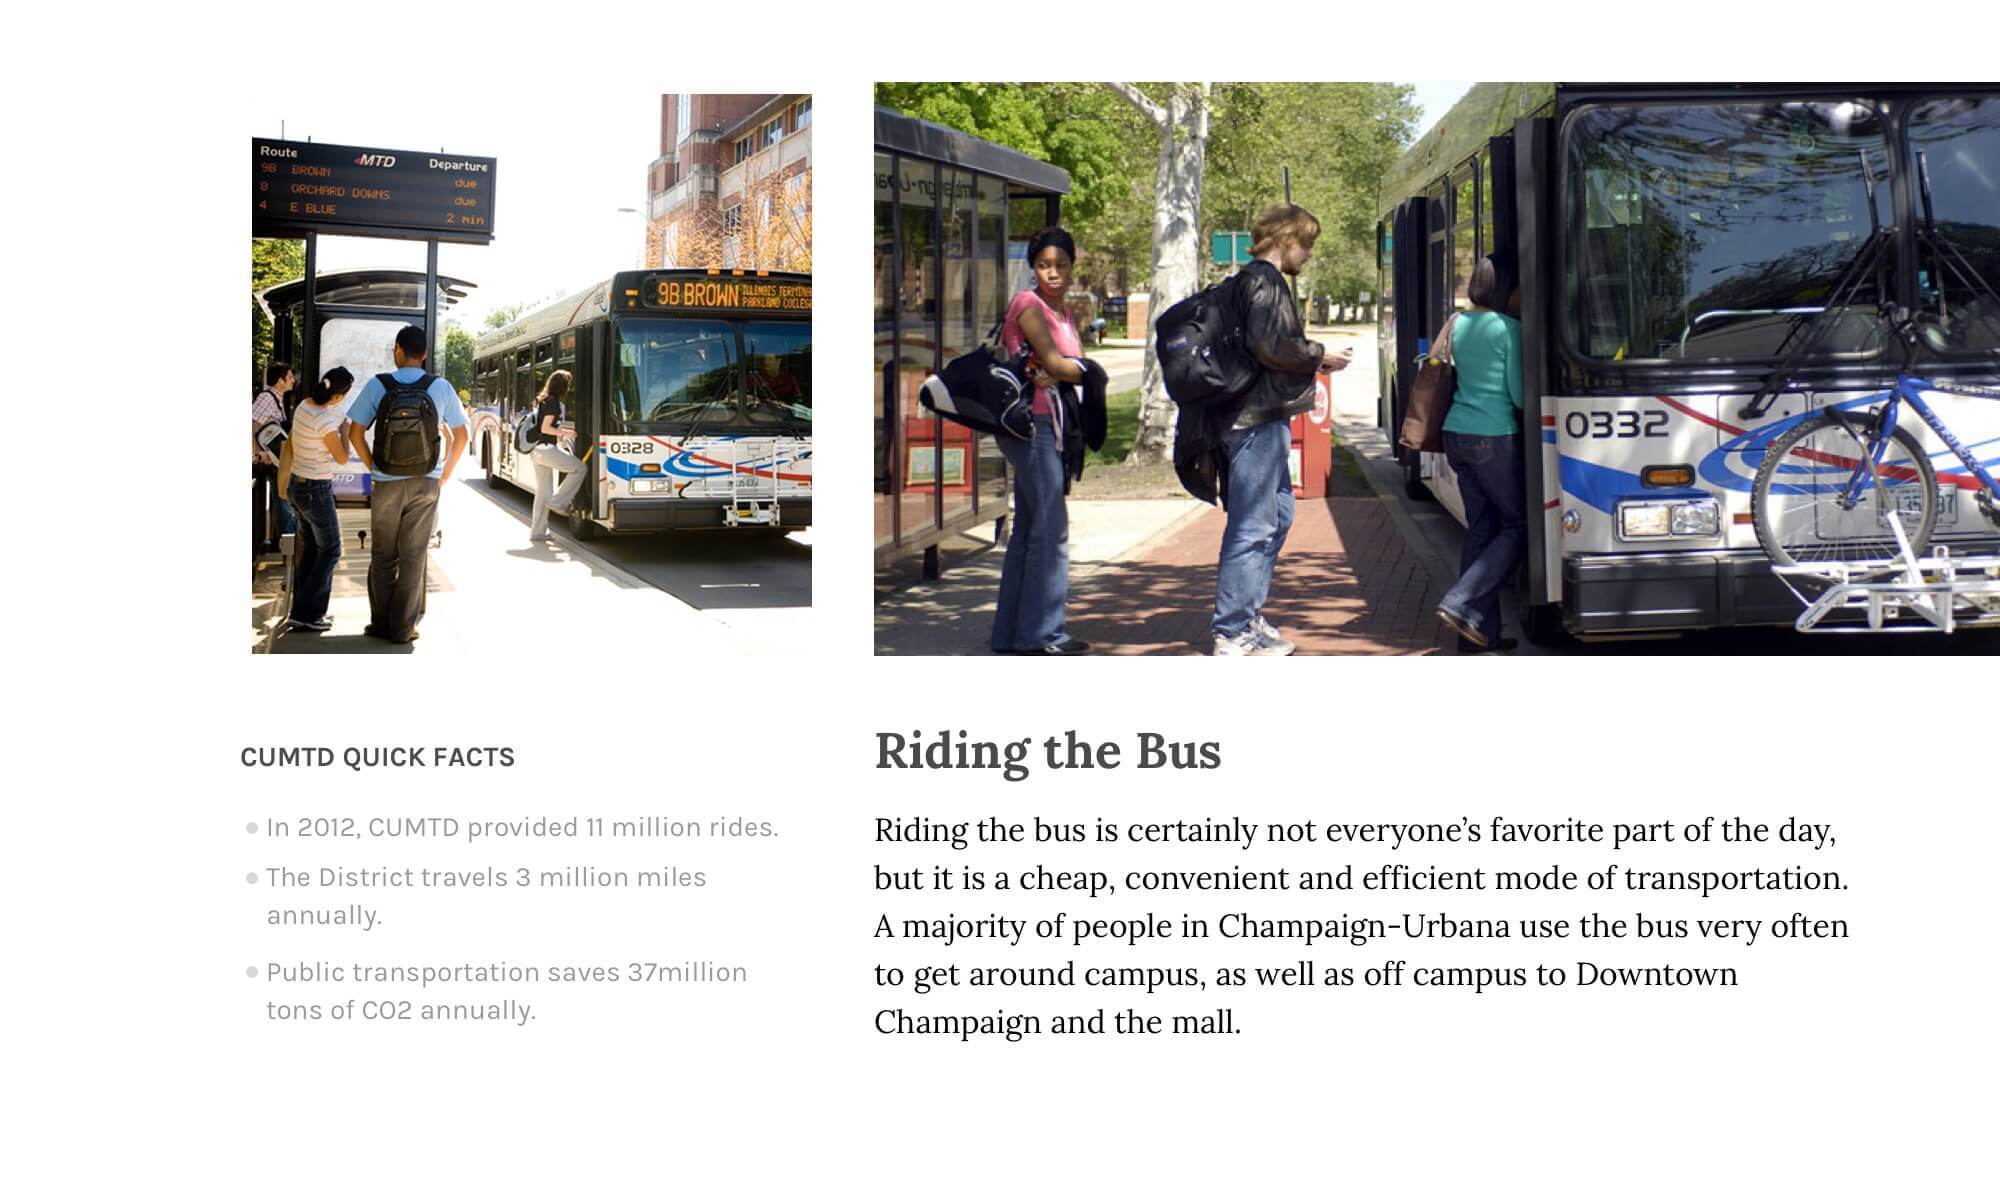 Route MTD Departure
9B BROWN due
8 ORCHARD DOWNS due
4 E BLUE 2 min
9B BROWN ILLINOIS TERMINA
PARKLAND COLLEG
0328
MTD
0332
CUMTD QUICK FACTS
In 2012, CUMTD provided 11 million rides.
The District travels 3 million miles
annually.
Public transportation saves 37million
tons of CO2 annually.
Riding the Bus
Riding the bus is certainly not everyone’s favorite part of the day,
but it is a cheap, convenient and efficient mode of transportation.
A majority of people in Champaign-Urbana use the bus very often
to get around campus, as well as off campus to Downtown
Champaign and the mall.